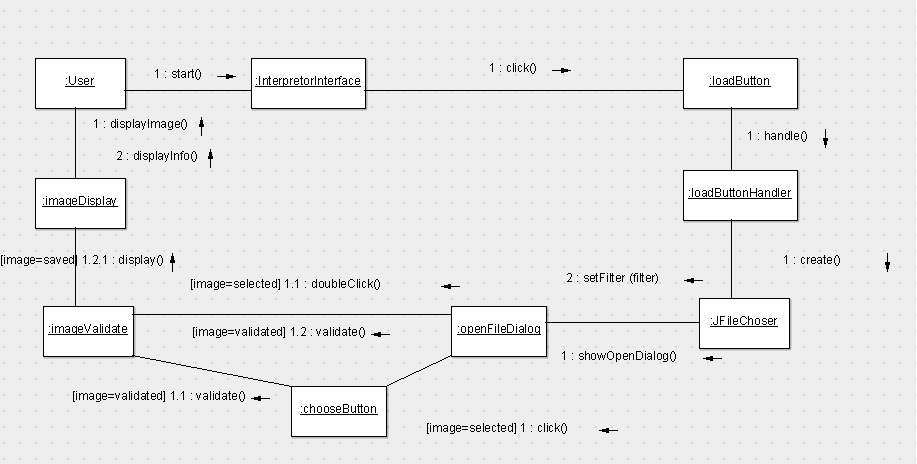 :User
1 : start()
:InterpretorInterface
1 : click()
:loadButton
1 : displayImage()
1 : handle()
2 : displayInfo()
:imageDisplay
:loadButtonHandler
[image=saved] 1.2.1 : display()
1 : create()
[image=selected] 1.1 : doubleClick()
2 : setFilter (filter)
:imageValidate
[image=validated] 1.2 : validate()
:openFileDialog
:JFileChoser
1 : showOpenDialog()
[image=validated] 1.1 : validate()
:chooseButton
[image=selected] 1 : click()